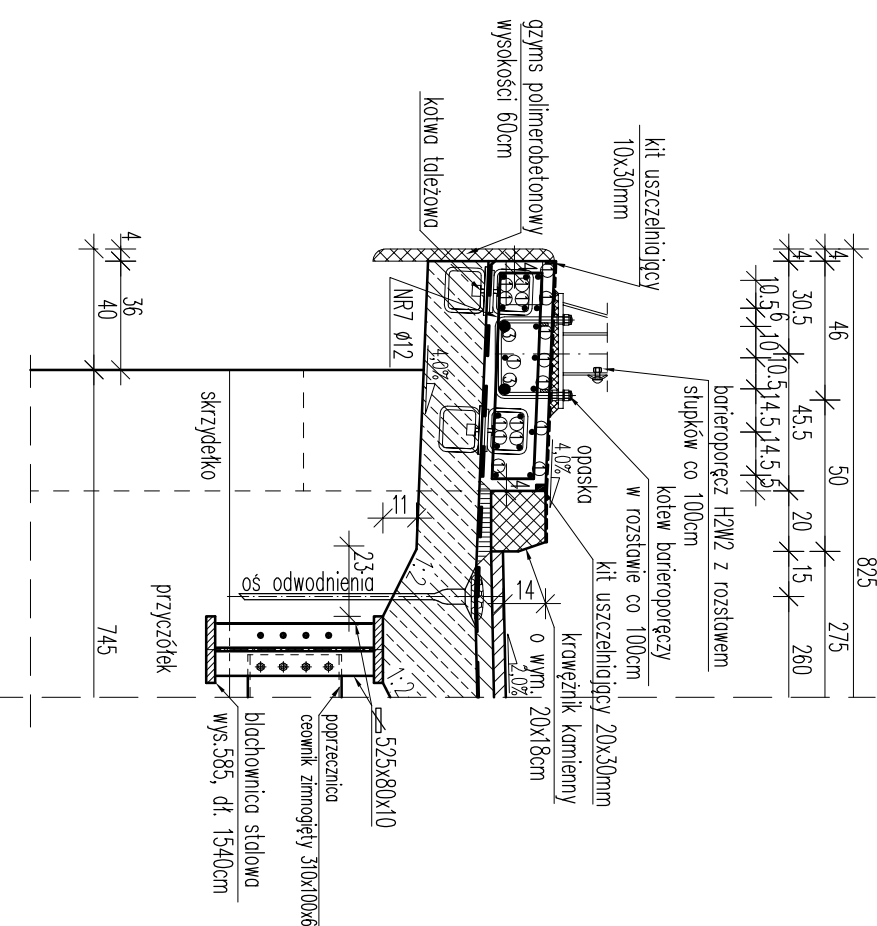 825
4
46
50
275
4
30.5
45.5
20
15
260
10.5
6
10
10.5
14.5
14.5
5
barieroporęcz H2W2 z rozstawem
słupków co 100cm
kotew barieroporęczy
w rozstawie co 100cm
kit uszczelniający 20x30mm
krawężnik kamienny
o wym. 20x18cm
kit uszczelniający
10x30mm
gzyms polimerobetonowy
wysokości 60cm
kotwa tależowa
opaska
4,0%
4
4
14
2,0%
NR7 ø12
4,0%
11
23
1:2
1:2
oś odwodnienia
525x80x10
poprzecznica
ceownik zimnogięty 310x100x6
blachownica stalowa
wys.585, dł. 1540cm
skrzydełko
przyczółek
4
36
40
745